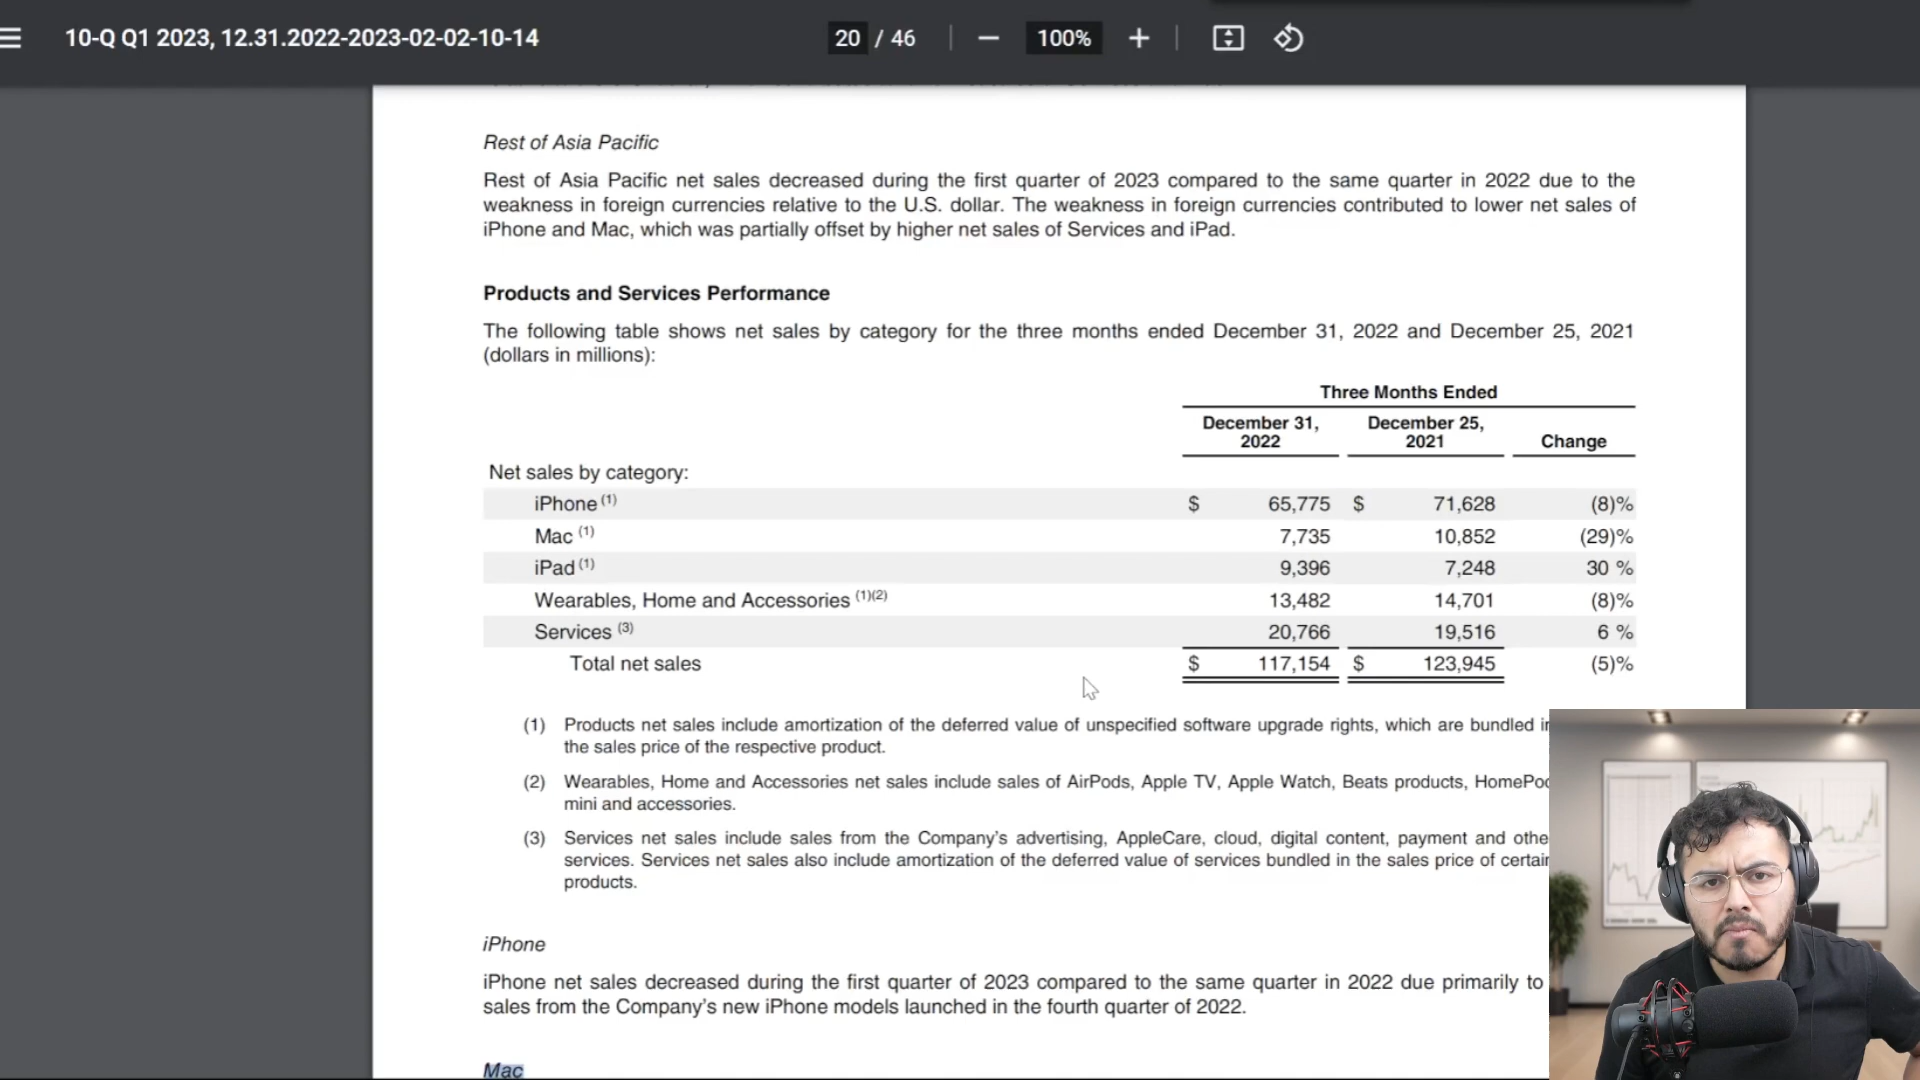 10-Q Q1 2023, 12.31.2022-2023-02-02-10-14
20 / 46
100%
Rest of Asia Pacific
Rest of Asia Pacific net sales decreased during the first quarter of 2023 compared to the same quarter in 2022 due to the
weakness in foreign currencies relative to the U.S. dollar. The weakness in foreign currencies contributed to lower net sales of
iPhone and Mac, which was partially offset by higher net sales of Services and iPad.
Products and Services Performance
The following table shows net sales by category for the three months ended December 31, 2022 and December 25, 2021
(dollars in millions):
Three Months Ended
December 31, 2022 December 25, 2021 Change
Net sales by category:
iPhone (1) $ 65,775 $ 71,628 (8)%
Mac (1) 7,735 10,852 (29)%
iPad (1) 9,396 7,248 30 %
Wearables, Home and Accessories (1)(2) 13,482 14,701 (8)%
Services (3) 20,766 19,516 6 %
Total net sales $ 117,154 $ 123,945 (5)%
(1) Products net sales include amortization of the deferred value of unspecified software upgrade rights, which are bundled in
the sales price of the respective product.
(2) Wearables, Home and Accessories net sales include sales of AirPods, Apple TV, Apple Watch, Beats products, HomePod
mini and accessories.
(3) Services net sales include sales from the Company's advertising, AppleCare, cloud, digital content, payment and othe
services. Services net sales also include amortization of the deferred value of services bundled in the sales price of certain
products.
iPhone
iPhone net sales decreased during the first quarter of 2023 compared to the same quarter in 2022 due primarily to
sales from the Company's new iPhone models launched in the fourth quarter of 2022.
Mac